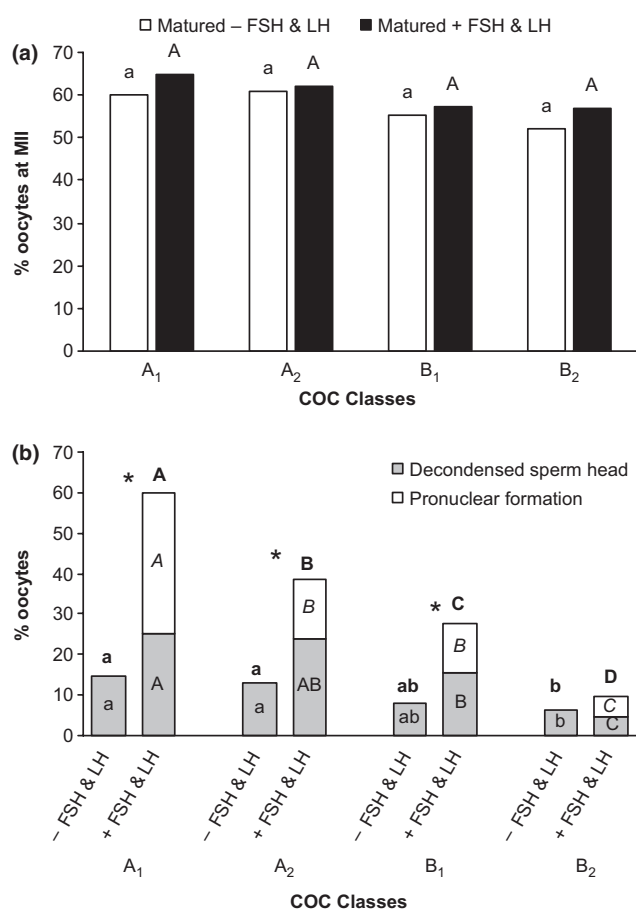 Matured – FSH & LH Matured + FSH & LH
(a)
70
60
50
40
30
20
10
0
% oocytes at MII
a A a A a A a A
A1 A2 B1 B2
COC Classes
(b)
70
60
50
40
30
20
10
0
% oocytes
Decondensed sperm head
Pronuclear formation
* A
A
a
a A
* B
B
a
a AB
* C
B
ab
ab B
b D
C
b C
– FSH & LH + FSH & LH – FSH & LH + FSH & LH – FSH & LH + FSH & LH – FSH & LH + FSH & LH
A1 A2 B1 B2
COC Classes